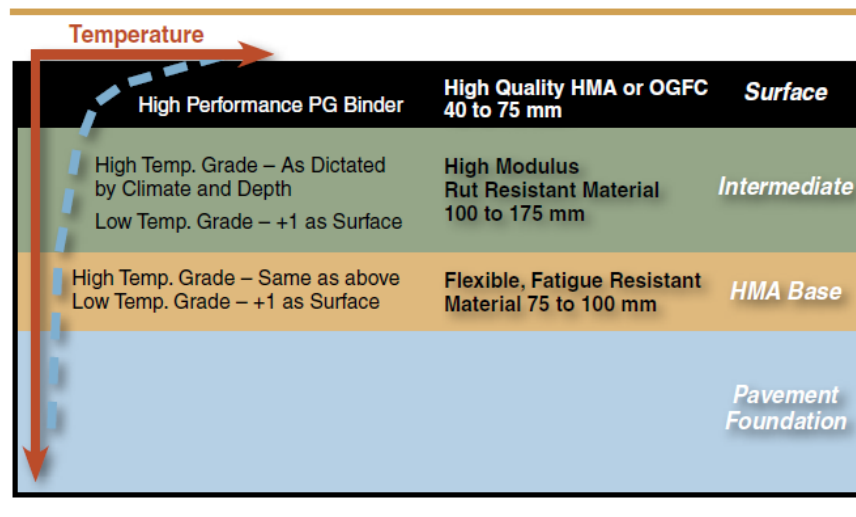 Temperature
High Performance PG Binder
High Quality HMA or OGFC
40 to 75 mm
Surface
High Temp. Grade – As Dictated
by Climate and Depth
Low Temp. Grade – +1 as Surface
High Modulus
Rut Resistant Material
100 to 175 mm
Intermediate
High Temp. Grade – Same as above
Low Temp. Grade – +1 as Surface
Flexible, Fatigue Resistant
Material 75 to 100 mm
HMA Base
Pavement
Foundation